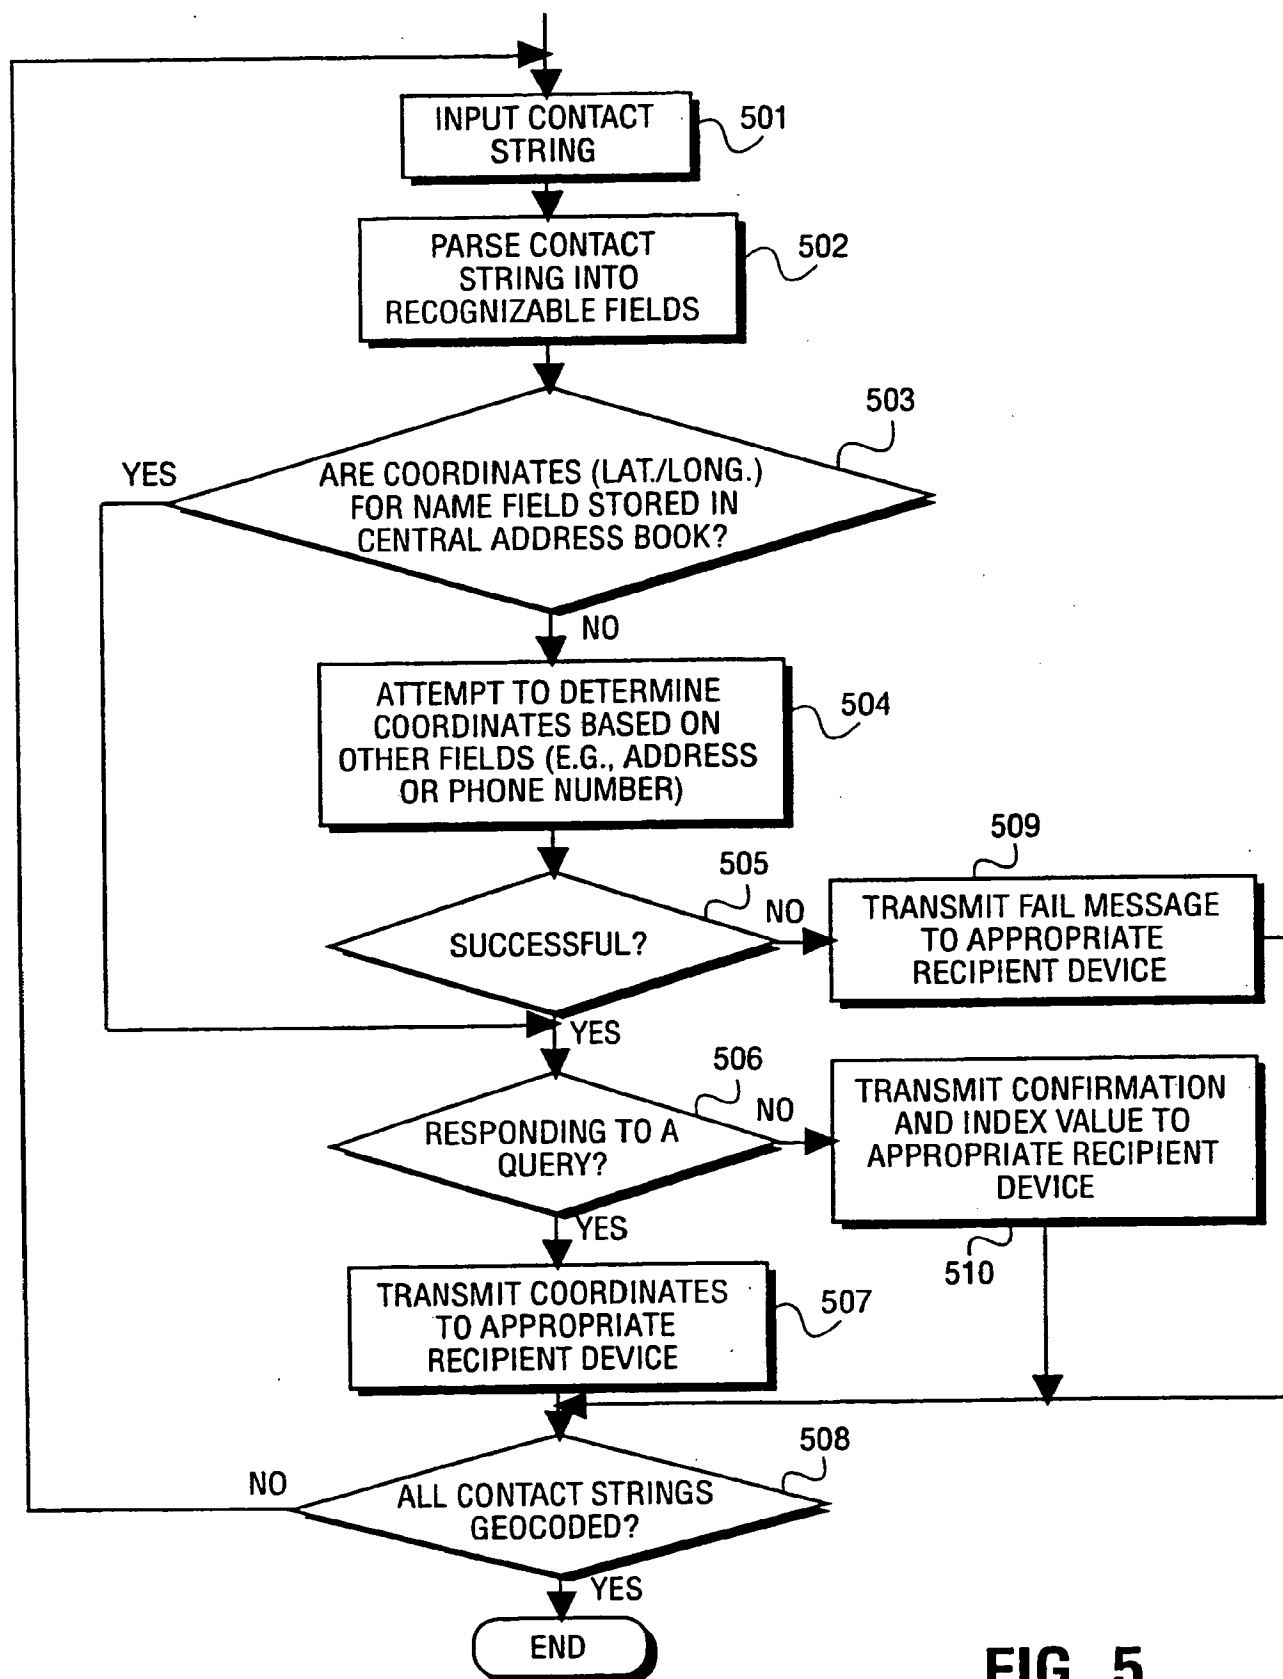 INPUT CONTACT
STRING
501
PARSE CONTACT
STRING INTO
RECOGNIZABLE FIELDS
502
503
YES
ARE COORDINATES (LAT./LONG.)
FOR NAME FIELD STORED IN
CENTRAL ADDRESS BOOK?
NO
ATTEMPT TO DETERMINE
COORDINATES BASED ON
OTHER FIELDS (E.G., ADDRESS
OR PHONE NUMBER)
504
505
SUCCESSFUL?
NO
509
TRANSMIT FAIL MESSAGE
TO APPROPRIATE
RECIPIENT DEVICE
YES
506
RESPONDING TO A
QUERY?
NO
TRANSMIT CONFIRMATION
AND INDEX VALUE TO
APPROPRIATE RECIPIENT
DEVICE
510
YES
TRANSMIT COORDINATES
TO APPROPRIATE
RECIPIENT DEVICE
507
508
NO
ALL CONTACT STRINGS
GEOCODED?
YES
END
FIG. 5